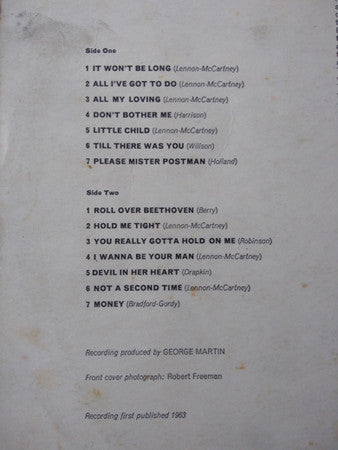 Side One
1 IT WON'T BE LONG (Lennon-McCartney)
2 ALL I'VE GOT TO DO (Lennon-McCartney)
3 ALL MY LOVING (Lennon-McCartney)
4 DON'T BOTHER ME (Harrison)
5 LITTLE CHILD (Lennon-McCartney)
6 TILL THERE WAS YOU (Willson)
7 PLEASE MISTER POSTMAN (Holland)
Side Two
1 ROLL OVER BEETHOVEN (Berry)
2 HOLD ME TIGHT (Lennon-McCartney)
3 YOU REALLY GOTTA HOLD ON ME (Robinson)
4 I WANNA BE YOUR MAN (Lennon-McCartney)
5 DEVIL IN HER HEART (Drapkin)
6 NOT A SECOND TIME (Lennon-McCartney)
7 MONEY (Bradford-Gordy)
Recording produced by GEORGE MARTIN
Front cover photograph: Robert Freeman
Recording first published 1963